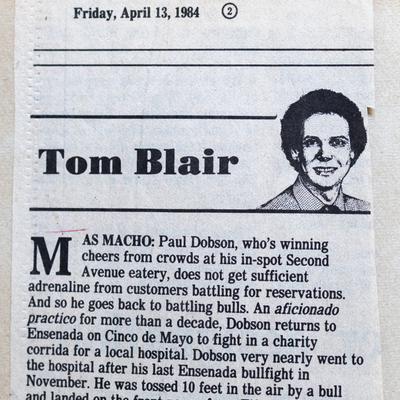 Friday, April 13, 1984 2
Tom Blair
MAS MACHO: Paul Dobson, who's winning
cheers from crowds at his in-spot Second
Avenue eatery, does not get sufficient
adrenaline from customers battling for reservations.
And so he goes back to battling bulls. An aficionado
practico for more than a decade, Dobson returns to
Ensenada on Cinco de Mayo to fight in a charity
corrida for a local hospital. Dobson very nearly went to
the hospital after his last Ensenada bullfight in
November. He was tossed 10 feet in the air by a bull
and landed on the